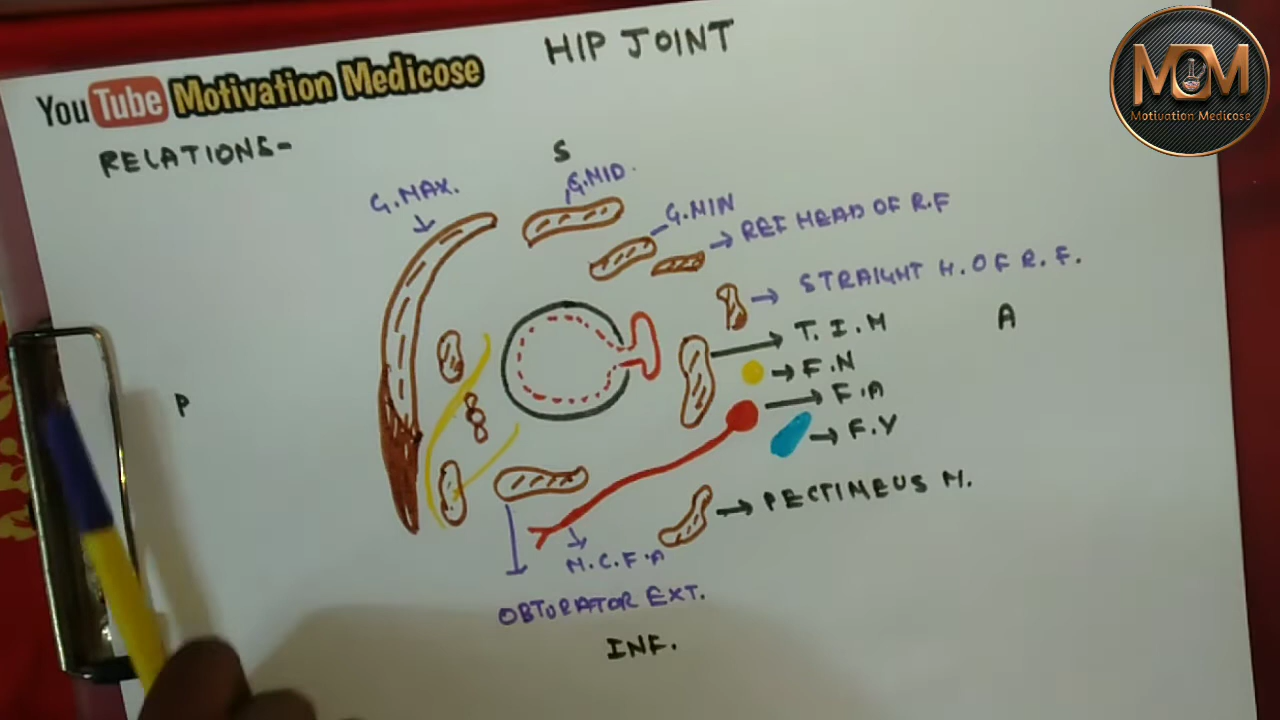 HIP JOINT
YouTube Motivation Medicose
MOM
Motivation Medicose
RELATIONS-
S
G.MAX.
G.MID.
G.MIN
REF HEAD OF R.F
STRAIGHT H. OF R.F.
A
T.I.M
F.N
F.A
F.V
P
PECTINEUS M.
M.C.F.A
OBTURATOR EXT.
INF.